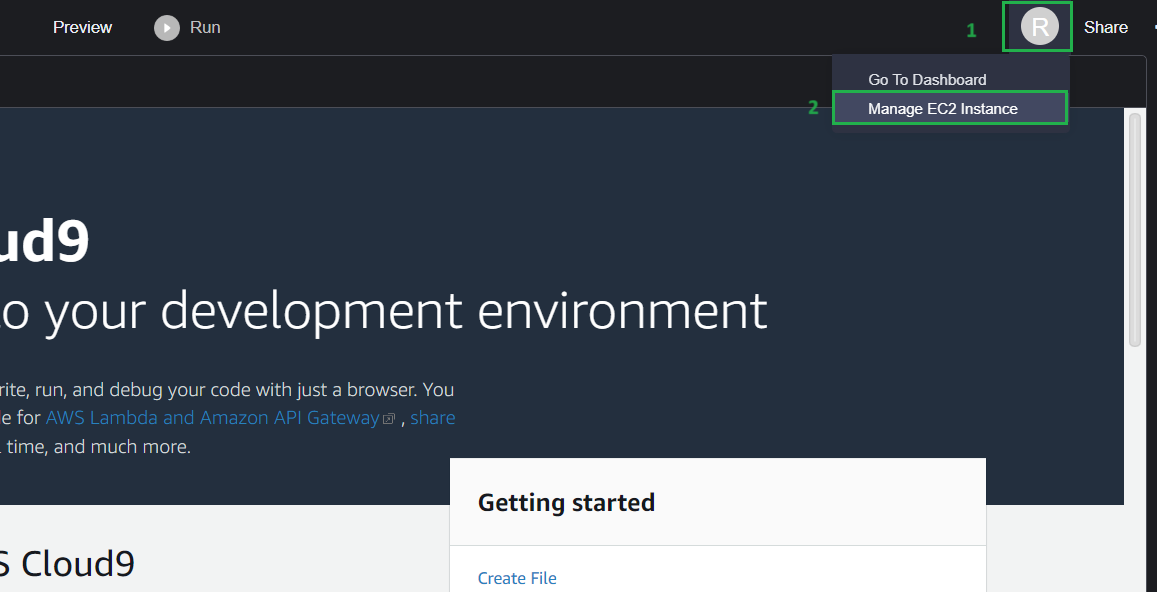 Preview Run 1 R Share
Go To Dashboard
2 Manage EC2 Instance
ud9
o your development environment
rite, run, and debug your code with just a browser. You
le for AWS Lambda and Amazon API Gateway , share
time, and much more.
Getting started
S Cloud9
Create File